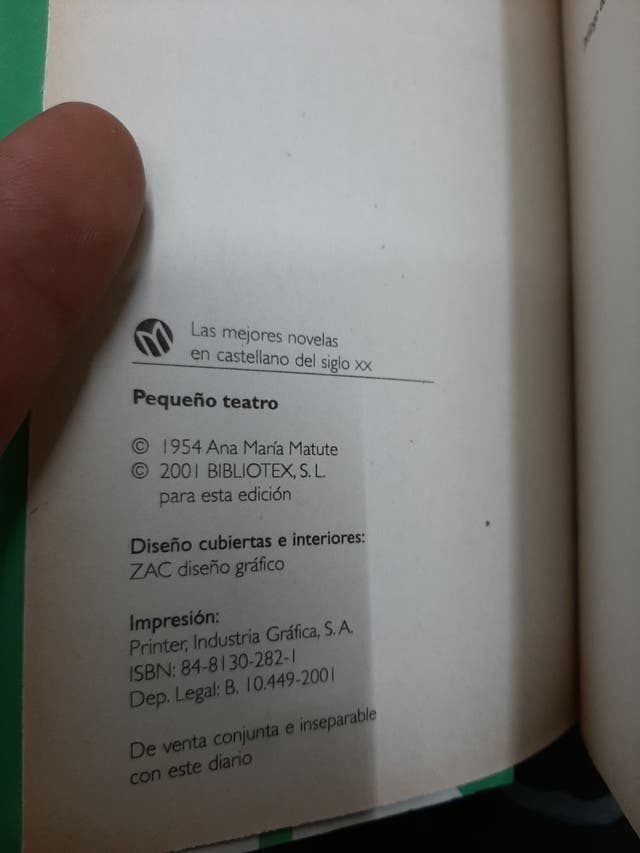 Las mejores novelas
en castellano del siglo XX
Pequeño teatro
© 1954 Ana María Matute
© 2001 BIBLIOTEX, S. L.
para esta edición
Diseño cubiertas e interiores:
ZAC diseño gráfico
Impresión:
Printer, Industria Gráfica, S. A.
ISBN: 84-8130-282-1
Dep. Legal: B. 10.449-2001
De venta conjunta e inseparable
con este diario